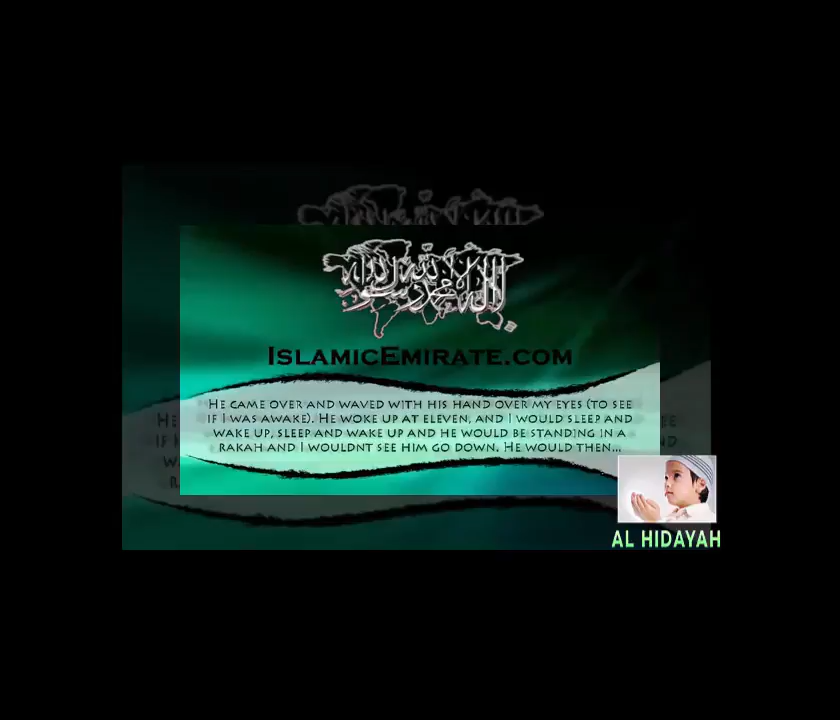 ISLAMICEMIRATE.COM
HE CAME OVER AND WAVED WITH HIS HAND OVER MY EYES (TO SEE
IF I WAS AWAKE). HE WOKE UP AT ELEVEN, AND I WOULD SLEEP AND
WAKE UP, SLEEP AND WAKE UP AND HE WOULD BE STANDING IN A
RAKAH AND I WOULDNT SEE HIM GO DOWN. HE WOULD THEN...
AL HIDAYAH